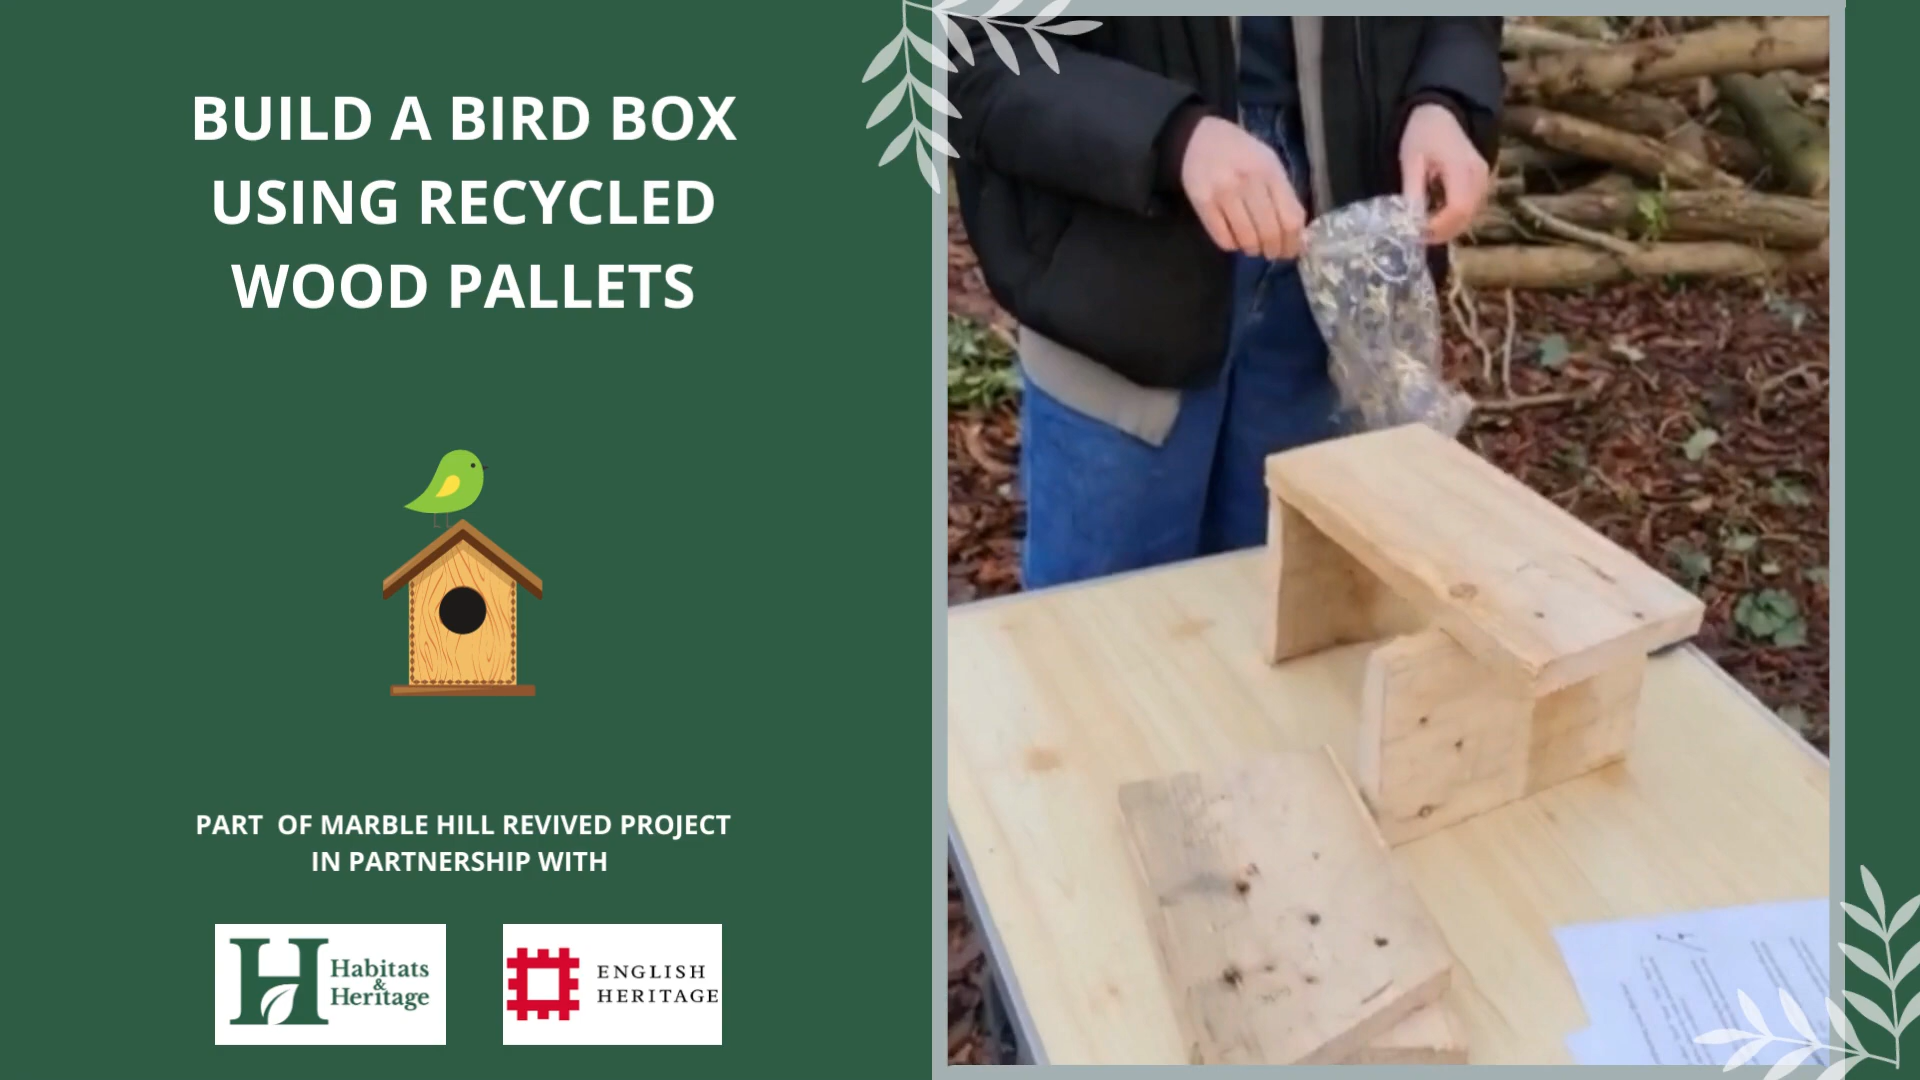 BUILD A BIRD BOX
USING RECYCLED
WOOD PALLETS
PART  OF MARBLE HILL REVIVED PROJECT
IN PARTNERSHIP WITH
H
Habitats
&
Heritage
ENGLISH
HERITAGE